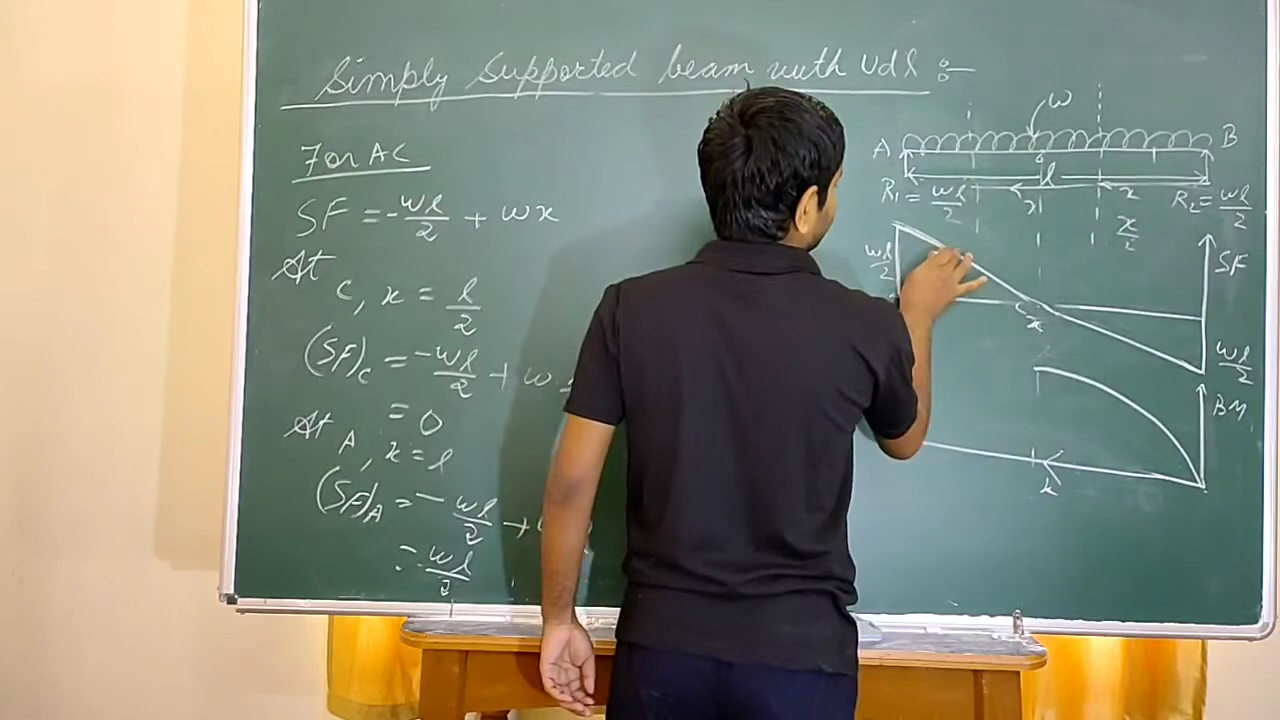 Simply Supported beam with Udl :-
For AC
SF = -wl/2 + wx
At C, x = l/2
(SF)C = -wl/2 + w
= 0
At A, x = l
(SF)A = - wl/2 +
= wl/2
w
A B
l
R1 = wl/2 x x R2 = wl/2
x/2
wl/2 SF
C x
wl/2
BM
x